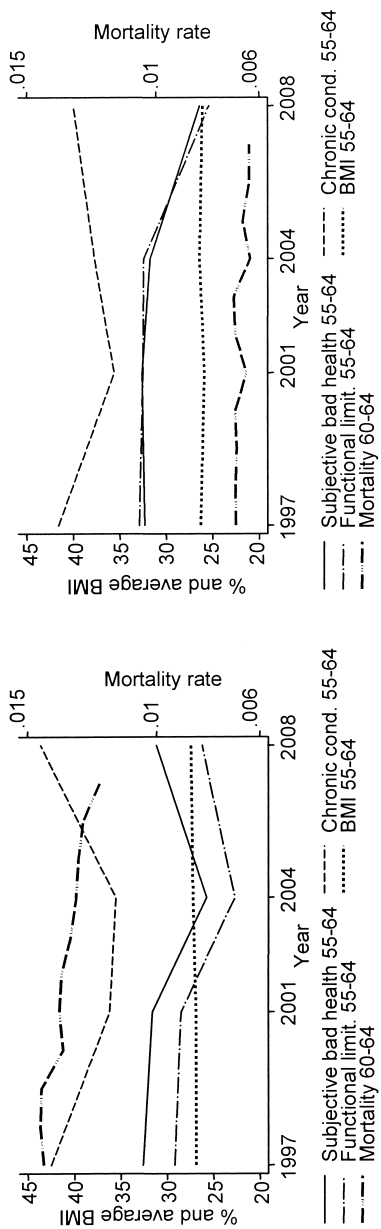 % and average BMI
45
40
35
30
25
20
.015
.01
.006
Mortality rate
1997
2001
2004
2008
Year
Subjective bad health 55-64
Chronic cond. 55-64
Functional limit. 55-64
BMI 55-64
Mortality 60-64
% and average BMI
45
40
35
30
25
20
.015
.01
.006
Mortality rate
1997
2001
2004
2008
Year
Subjective bad health 55-64
Chronic cond. 55-64
Functional limit. 55-64
BMI 55-64
Mortality 60-64